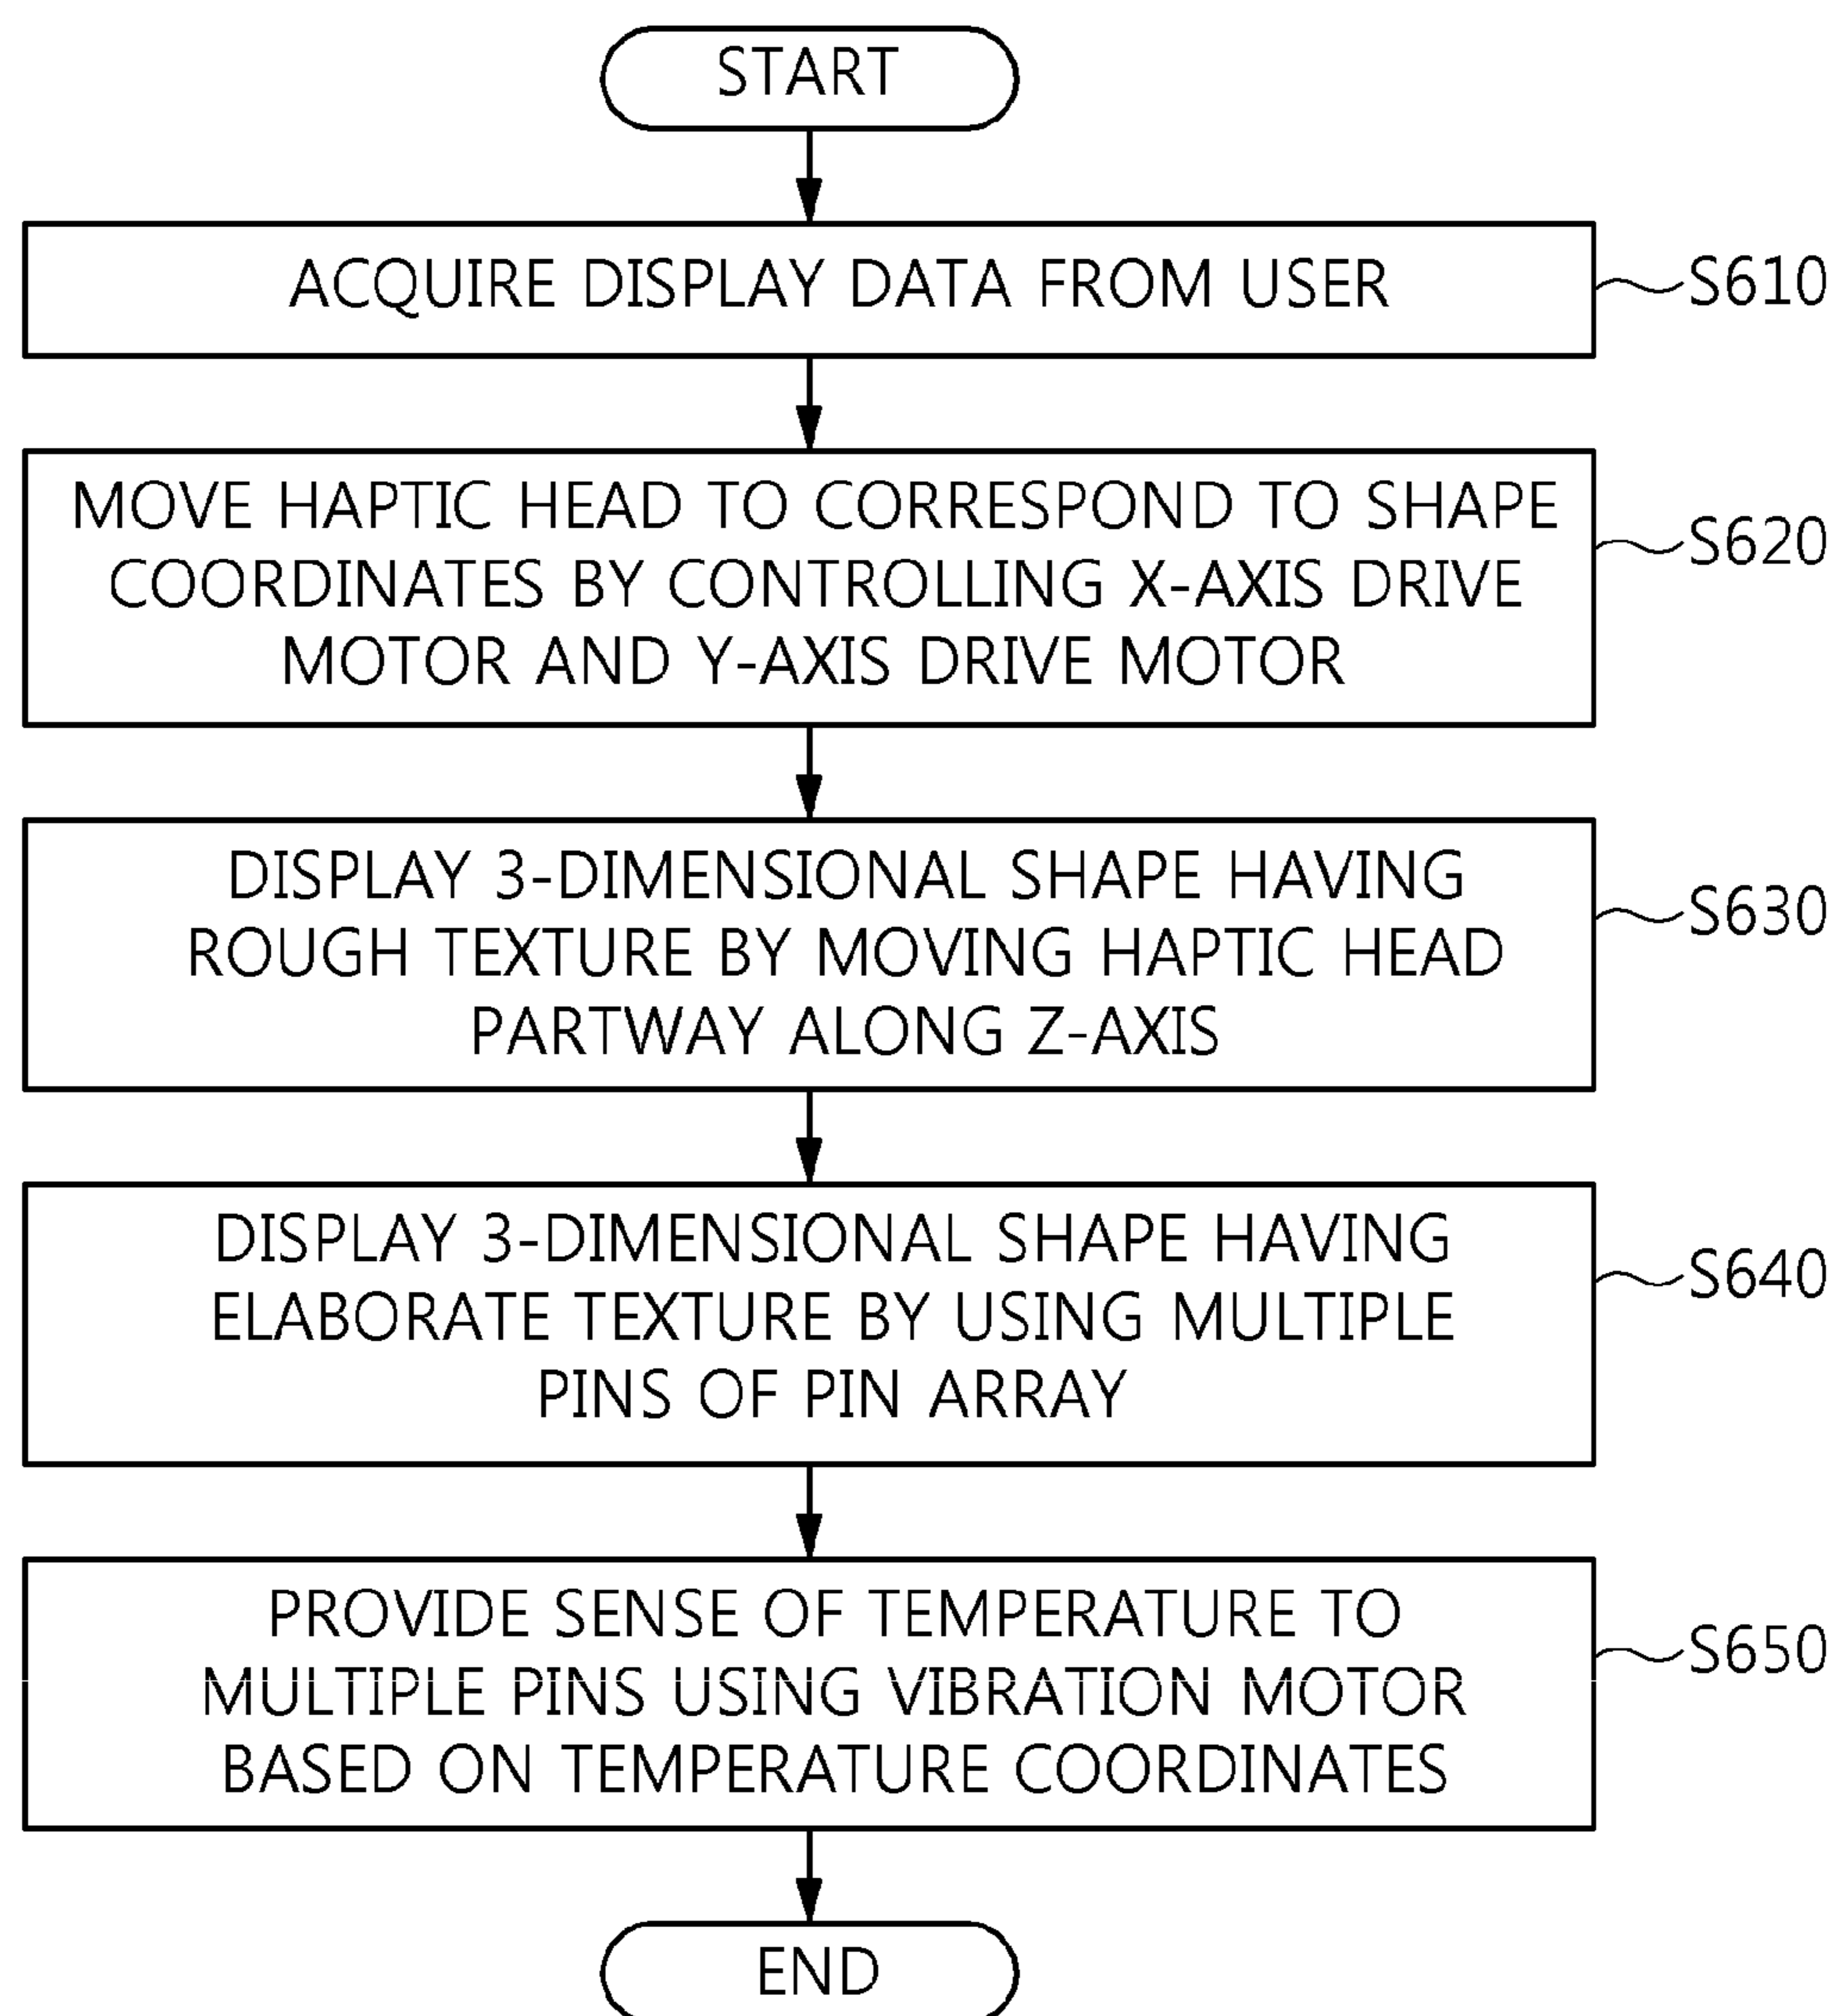 START
ACQUIRE DISPLAY DATA FROM USER
S610
MOVE HAPTIC HEAD TO CORRESPOND TO SHAPE
COORDINATES BY CONTROLLING X-AXIS DRIVE
MOTOR AND Y-AXIS DRIVE MOTOR
S620
DISPLAY 3-DIMENSIONAL SHAPE HAVING
ROUGH TEXTURE BY MOVING HAPTIC HEAD
PARTWAY ALONG Z-AXIS
S630
DISPLAY 3-DIMENSIONAL SHAPE HAVING
ELABORATE TEXTURE BY USING MULTIPLE
PINS OF PIN ARRAY
S640
PROVIDE SENSE OF TEMPERATURE TO
MULTIPLE PINS USING VIBRATION MOTOR
BASED ON TEMPERATURE COORDINATES
S650
END